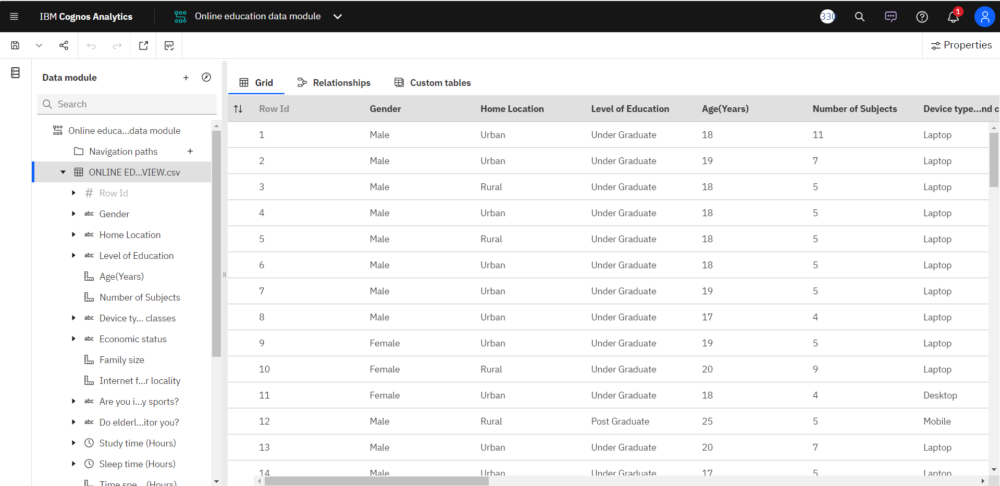 IBM Cognos Analytics
Online education data module
330
1
Properties
Data module
Search
Online educa...data module
Navigation paths
ONLINE ED...VIEW.csv
# Row Id
abc Gender
abc Home Location
abc Level of Education
Age(Years)
Number of Subjects
abc Device ty... classes
abc Economic status
Family size
Internet f...r locality
abc Are you i...y sports?
abc Do elderl...itor you?
Study time (Hours)
Sleep time (Hours)
Time spe... (Hours)
Grid Relationships Custom tables
Row Id Gender Home Location Level of Education Age(Years) Number of Subjects Device type...nd c
1 Male Urban Under Graduate 18 11 Laptop
2 Male Urban Under Graduate 19 7 Laptop
3 Male Rural Under Graduate 18 5 Laptop
4 Male Urban Under Graduate 18 5 Laptop
5 Male Rural Under Graduate 18 5 Laptop
6 Male Urban Under Graduate 18 5 Laptop
7 Male Urban Under Graduate 19 5 Laptop
8 Male Urban Under Graduate 17 4 Laptop
9 Female Urban Under Graduate 19 5 Laptop
10 Female Rural Under Graduate 20 9 Laptop
11 Female Urban Under Graduate 18 4 Desktop
12 Male Rural Post Graduate 25 5 Mobile
13 Male Urban Under Graduate 20 7 Laptop
14 Male Urban Under Graduate 17 5 Laptop